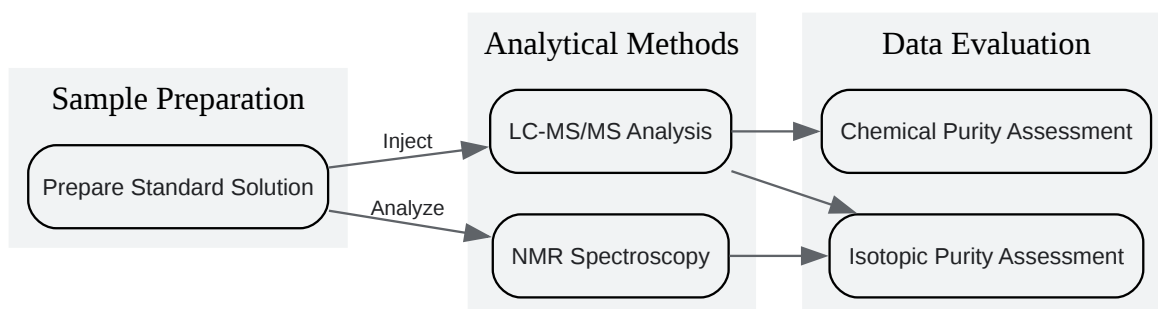 Sample Preparation
Prepare Standard Solution
Inject
Analyze
Analytical Methods
LC-MS/MS Analysis
NMR Spectroscopy
Data Evaluation
Chemical Purity Assessment
Isotopic Purity Assessment